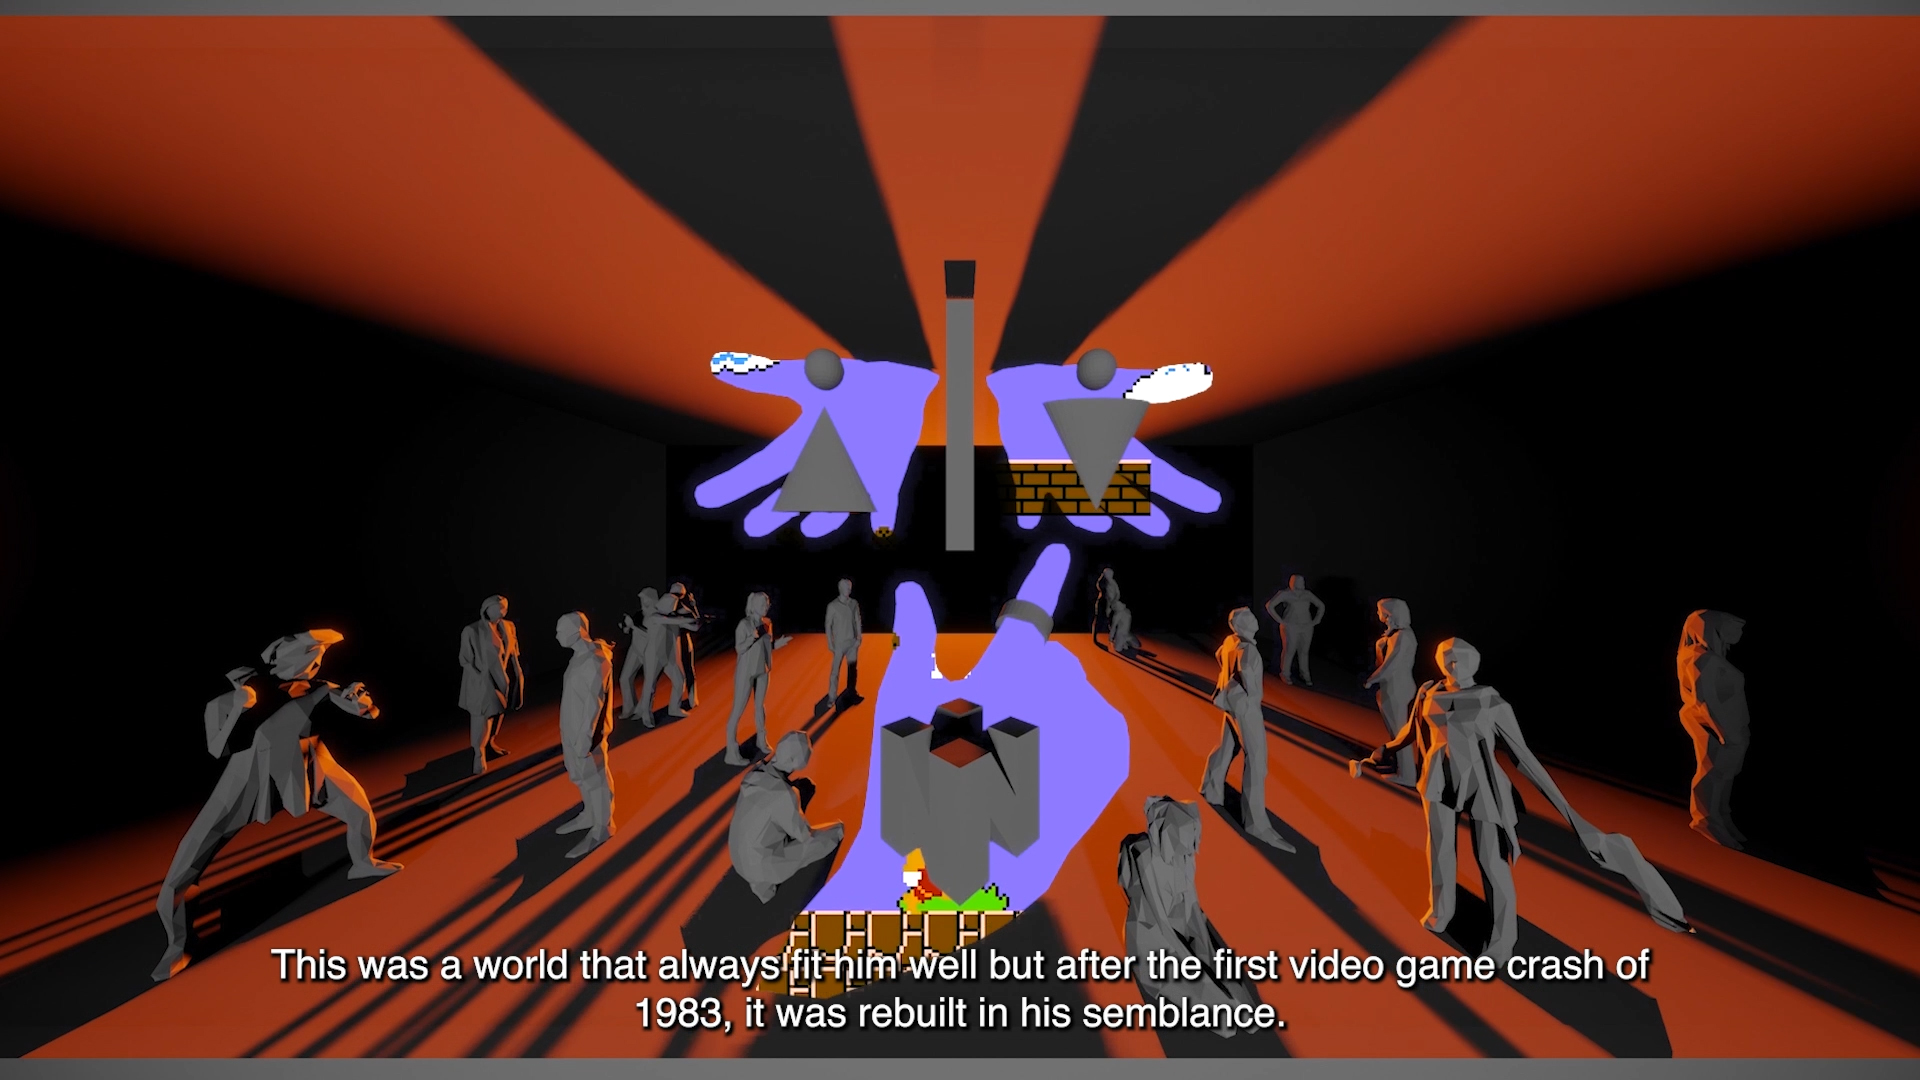 This was a world that always fit him well but after the first video game crash of
1983, it was rebuilt in his semblance.